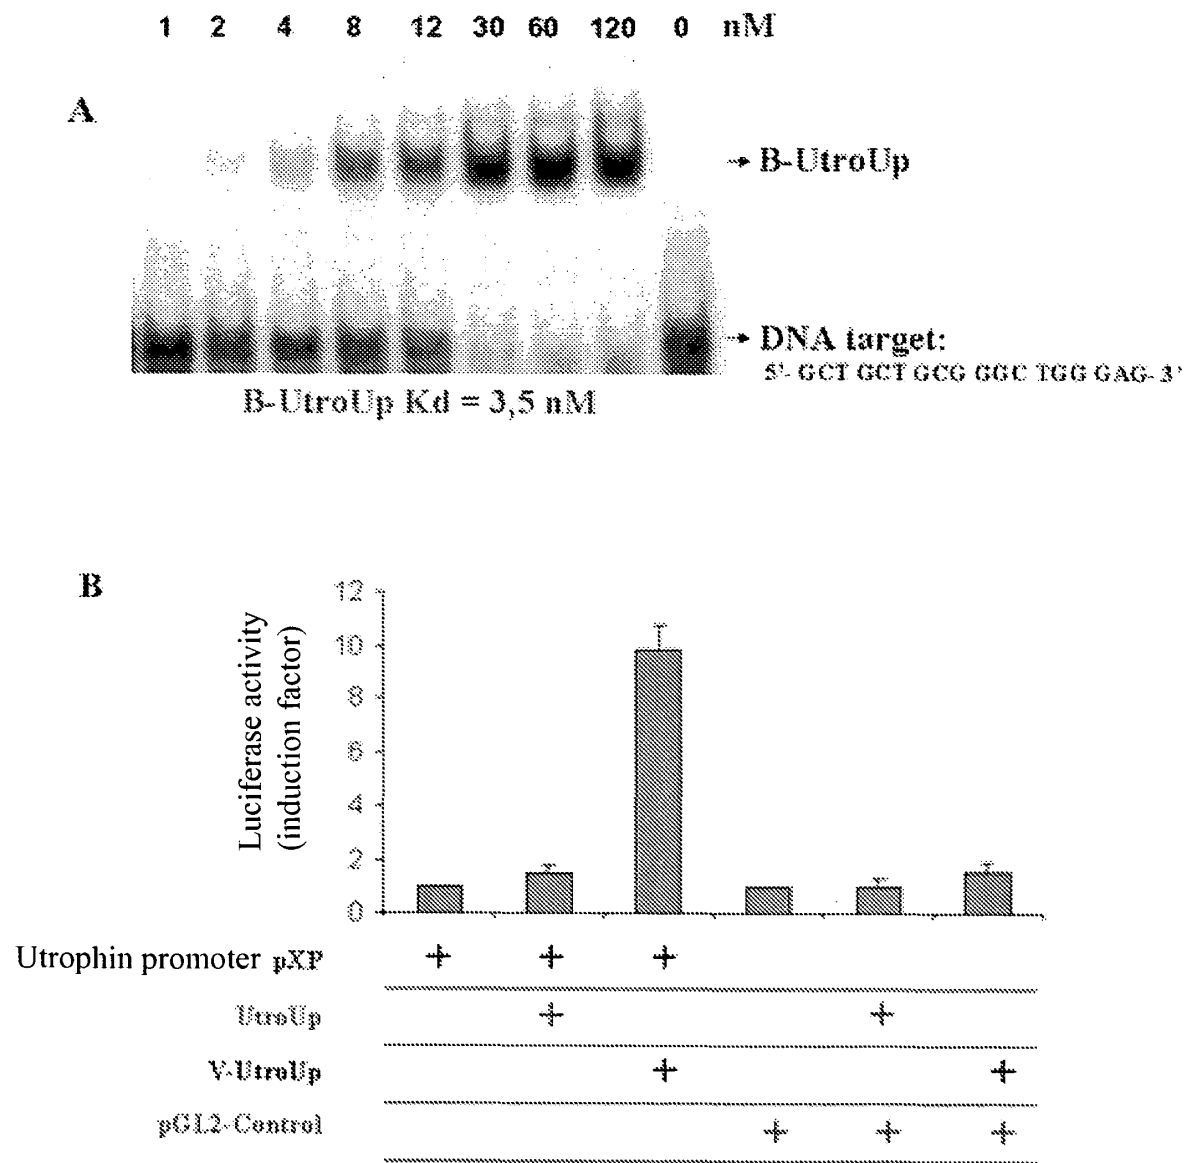 1 2 4 8 12 30 60 120 0 nM
A
B-UtroUp
DNA target:
5'- GCT GCT GCG GGC TGG GAG- 3'
B-UtroUp Kd = 3,5 nM
B
Luciferase activity
(induction factor)
12
10
8
6
4
2
0
Utrophin promoter pXP + + +
UtroUp + +
V-UtroUp + +
pGL2-Control + + +